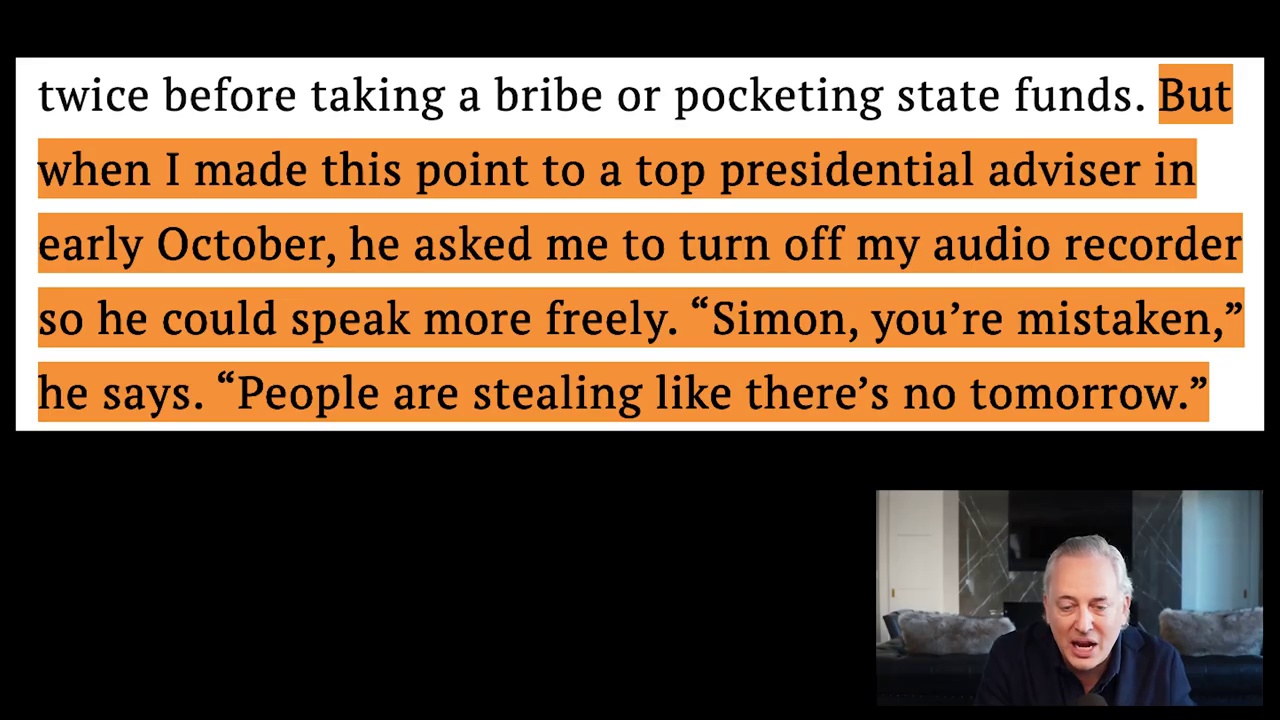 twice before taking a bribe or pocketing state funds. But
when I made this point to a top presidential adviser in
early October, he asked me to turn off my audio recorder
so he could speak more freely. “Simon, you’re mistaken,”
he says. “People are stealing like there’s no tomorrow.”